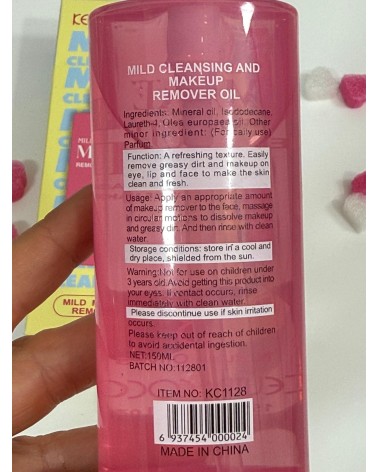 KE
MILD CLEANSING AND
MAKEUP
REMOVER OIL
Ingredients: Mineral oil, Isododecane,
Laureth-4, Olea europaea oil. Other
minor ingredient: (For daily use)
Parfum
Function: A refreshing texture. Easily
remove greasy dirt and makeup on
eye, lip and face to make the skin
clean and fresh.
Usage: Apply an appropriate amount
of makeup remover to the face, massage
in circular motions to dissolve makeup
and greasy dirt. And then rinse with clean
water.
Storage conditions: store in a cool and
dry place, shielded from the sun.
Warning:Not for use on children under
3 years old.Avoid getting this product into
your eyes. If contact occurs, rinse
immediately with clean water.
Please discontinue use if skin irritation
occurs.
Please keep out of reach of children
to avoid accidental ingestion.
NET:150ML
BATCH NO:112801
ITEM NO: KC1128
6 937454 000024
MADE IN CHINA
MILD
REM